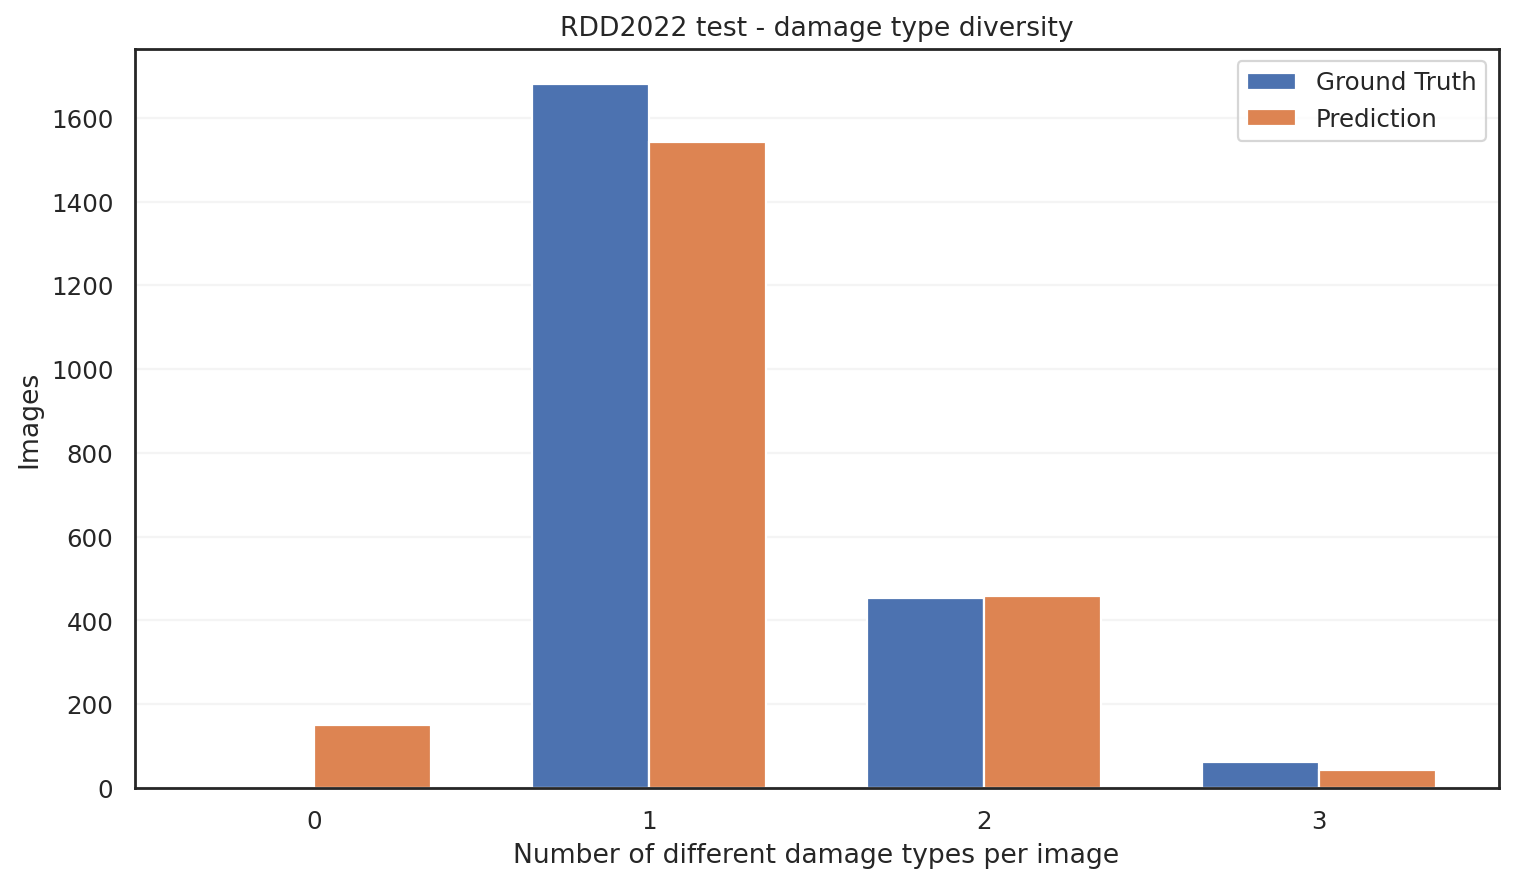 RDD2022 test - damage type diversity
Ground Truth
Prediction
1600
1400
1200
1000
800
600
400
200
0
Images
0 1 2 3
Number of different damage types per image